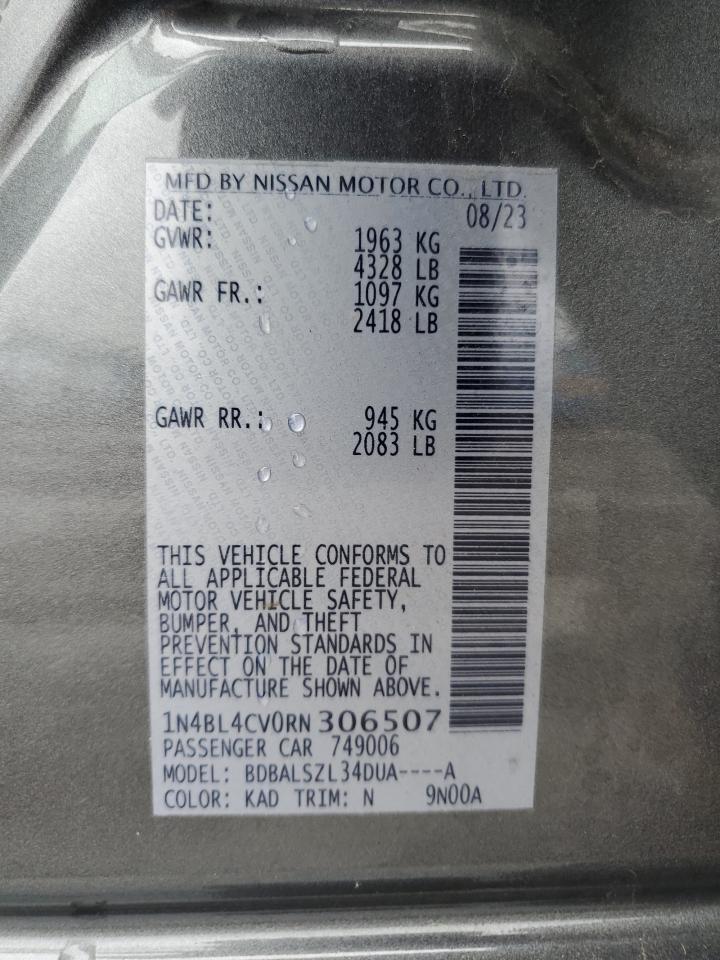 MFD BY NISSAN MOTOR CO., LTD.
DATE: 08/23
GVWR: 1963 KG
4328 LB
GAWR FR.: 1097 KG
2418 LB
GAWR RR.: 945 KG
2083 LB
THIS VEHICLE CONFORMS TO
ALL APPLICABLE FEDERAL
MOTOR VEHICLE SAFETY,
BUMPER, AND THEFT
PREVENTION STANDARDS IN
EFFECT ON THE DATE OF
MANUFACTURE SHOWN ABOVE.
1N4BL4CV0RN 306507
PASSENGER CAR 749006
MODEL: BDBALSZL34DUA----A
COLOR: KAD TRIM: N 9N00A